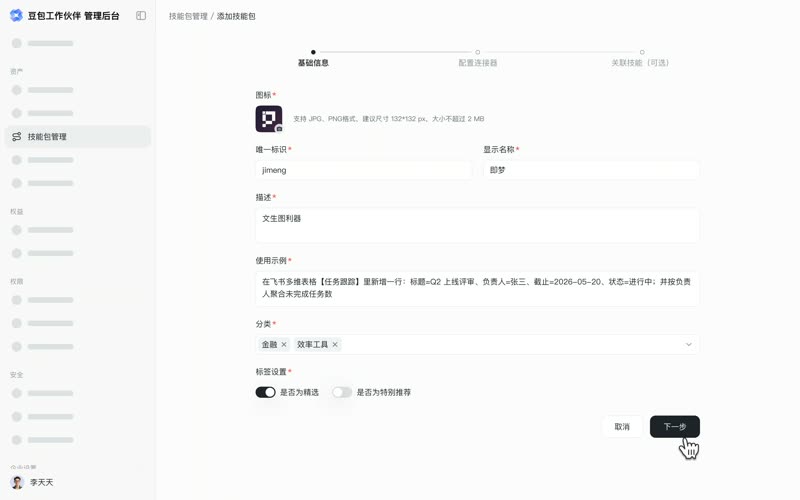 豆包工作伙伴 管理后台
技能包管理 / 添加技能包
资产
技能包管理
权益
权限
安全
企业设置
李天天
基础信息
配置连接器
关联技能（可选）
图标*
支持 JPG、PNG格式，建议尺寸 132*132 px，大小不超过 2 MB
唯一标识*
显示名称*
jimeng
即梦
描述*
文生图利器
使用示例*
在飞书多维表格【任务跟踪】里新增一行：标题=Q2 上线评审、负责人=张三、截止=2026-05-20、状态=进行中；并按负责
人聚合未完成任务数
分类*
金融 × 效率工具 ×
标签设置*
是否为精选 是否为特别推荐
取消 下一步